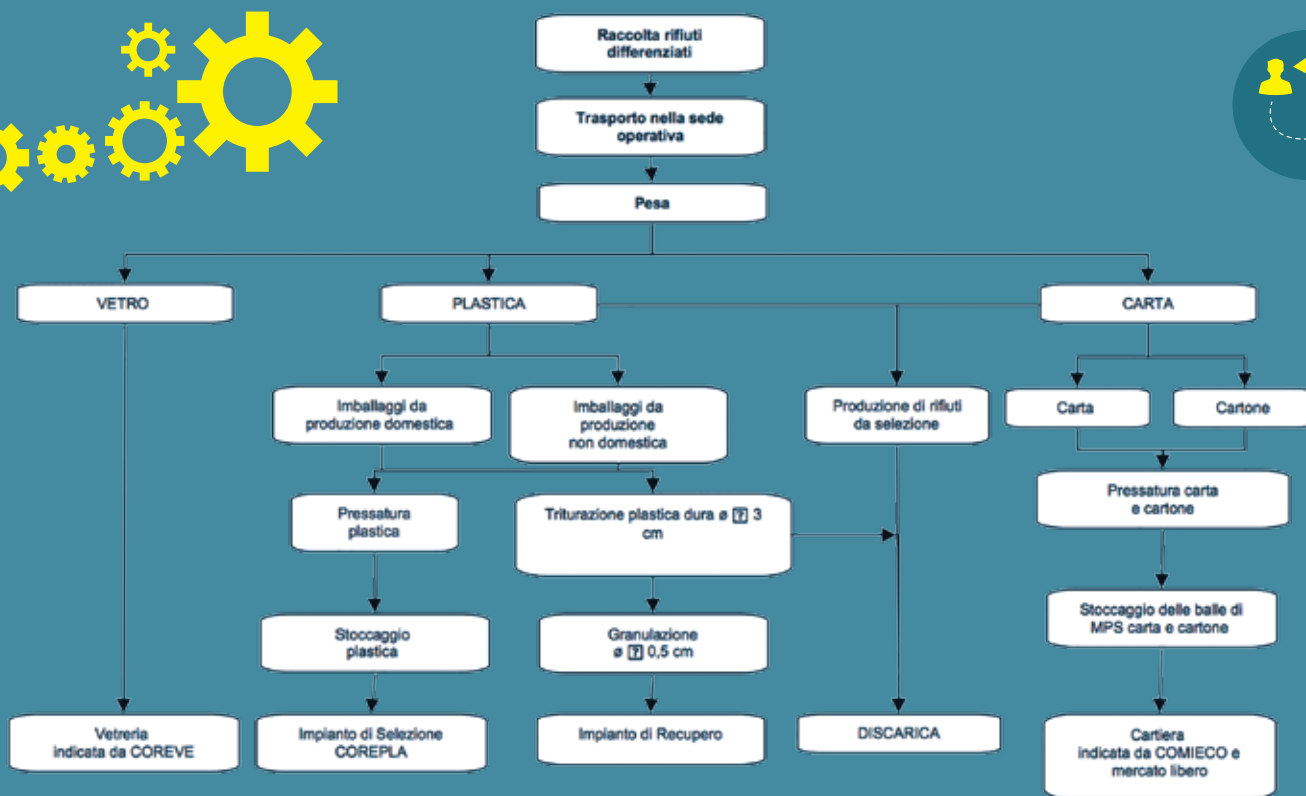 Raccolta rifiuti
differenziati
Trasporto nella sede
operativa
Pesa
VETRO
PLASTICA
CARTA
Imballaggi da
produzione domestica
Imballaggi da
produzione
non domestica
Produzione di rifiuti
da selezione
Carta
Cartone
Pressatura
plastica
Triturazione plastica dura ø ⍰ 3
cm
Pressatura carta
e cartone
Stoccaggio
plastica
Granulazione
ø ⍰ 0,5 cm
Stoccaggio delle balle di
MPS carta e cartone
Vetreria
indicata da COREVE
Impianto di Selezione
COREPLA
Impianto di Recupero
DISCARICA
Cartiera
indicata da COMIECO e
mercato libero